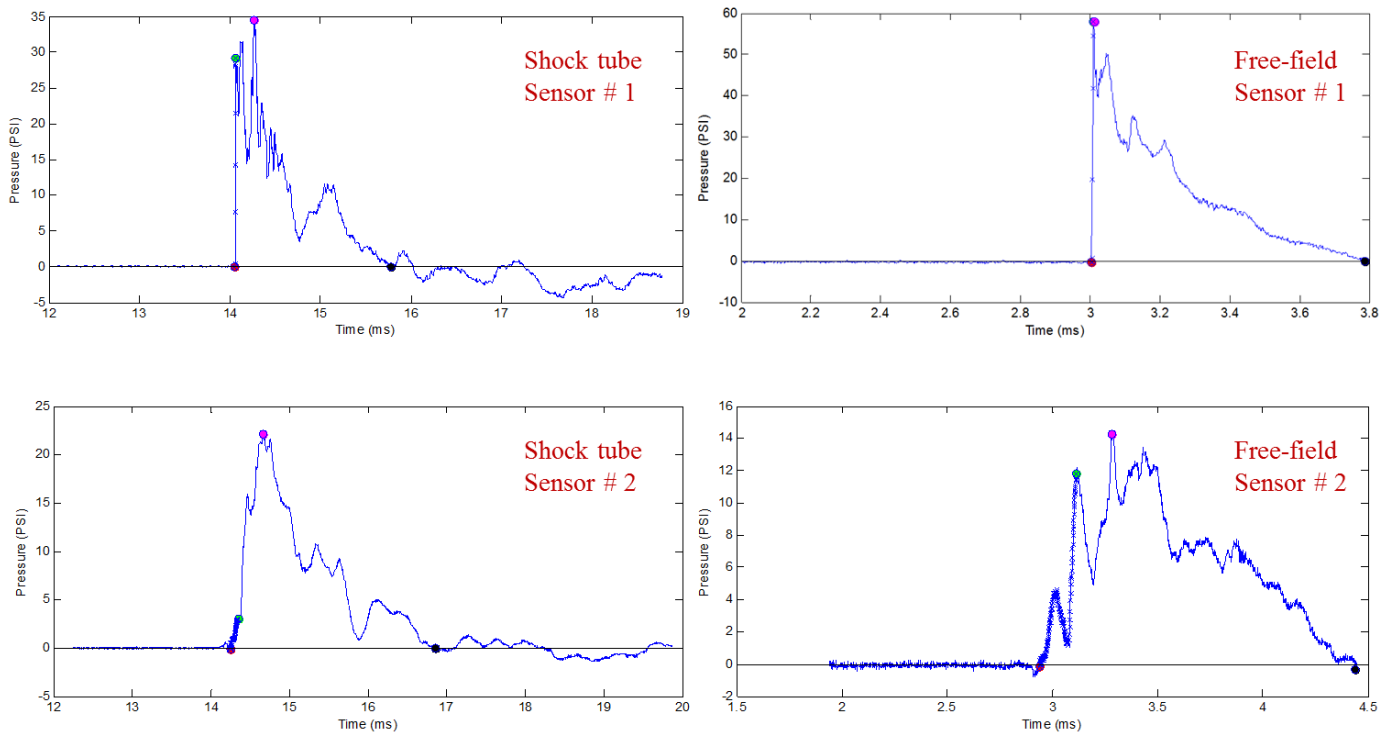 35
30
25
20
15
10
5
0
-5
Pressure (PSI)
Shock tube
Sensor # 1
12 13 14 15 16 17 18 19
Time (ms)
60
50
40
30
20
10
0
-10
Pressure (PSI)
Free-field
Sensor # 1
2 2.2 2.4 2.6 2.8 3 3.2 3.4 3.6 3.8
Time (ms)
25
20
15
10
5
0
-5
Pressure (PSI)
Shock tube
Sensor # 2
12 13 14 15 16 17 18 19 20
Time (ms)
16
14
12
10
8
6
4
2
0
-2
Pressure (PSI)
Free-field
Sensor # 2
1.5 2 2.5 3 3.5 4 4.5
Time (ms)